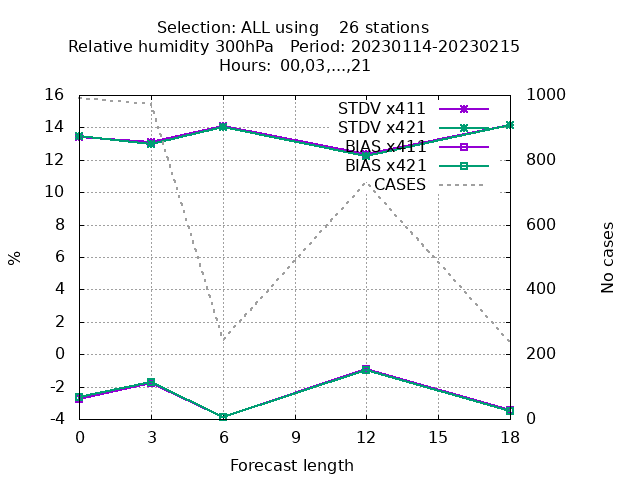 Selection: ALL using    26 stations
Relative humidity 300hPa   Period: 20230114-20230215
Hours: 00,03,...,21
16
14
12
10
8
6
4
2
0
-2
-4
%
STDV x411
STDV x421
BIAS x411
BIAS x421
CASES
1000
800
600
400
200
0
No cases
0 3 6 9 12 15 18
Forecast length